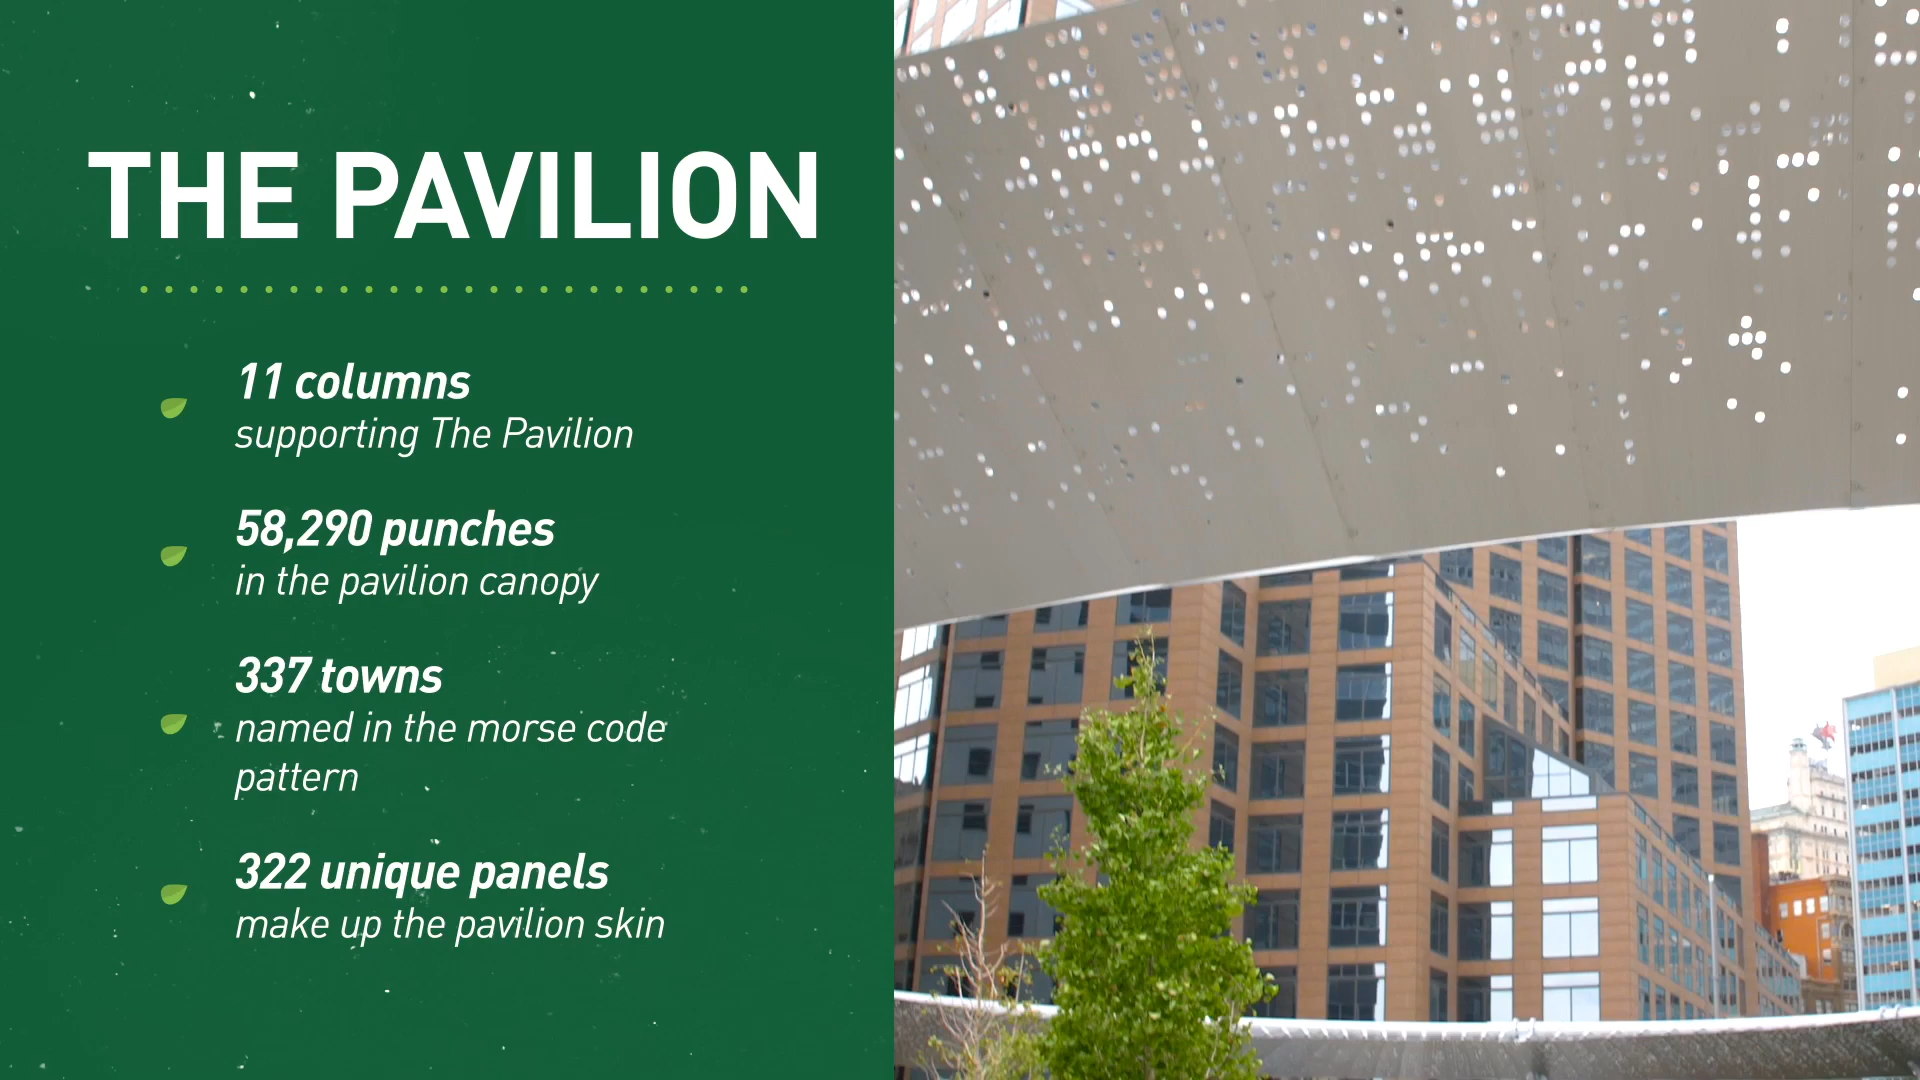 THE PAVILION
11 columns
supporting The Pavilion
58,290 punches
in the pavilion canopy
337 towns
named in the morse code
pattern
322 unique panels
make up the pavilion skin